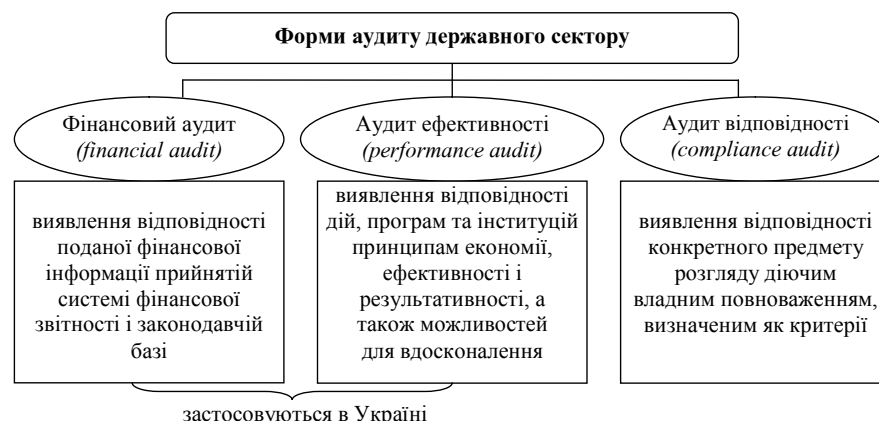 Форми аудиту державного сектору
Фінансовий аудит
(financial audit)
Аудит ефективності
(performance audit)
Аудит відповідності
(compliance audit)
виявлення відповідності
поданої фінансової
інформації прийнятій
системі фінансової
звітності і законодавчій
базі
виявлення відповідності
дій, програм та інституцій
принципам економії,
ефективності і
результативності, а
також можливостей
для вдосконалення
виявлення відповідності
конкретного предмету
розгляду діючим
владним повноваженням,
визначеним як критерії
застосовуються в Україні